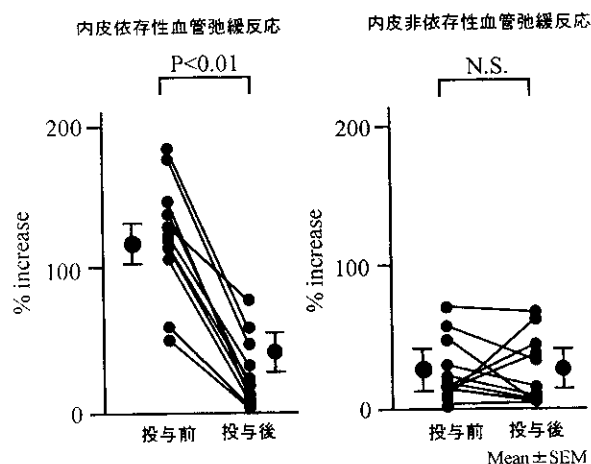 内皮依存性血管弛緩反応
P<0.01
200
100
0
% increase
投与前
投与後
内皮非依存性血管弛緩反応
N.S.
200
100
0
% increase
投与前
投与後
Mean±SEM